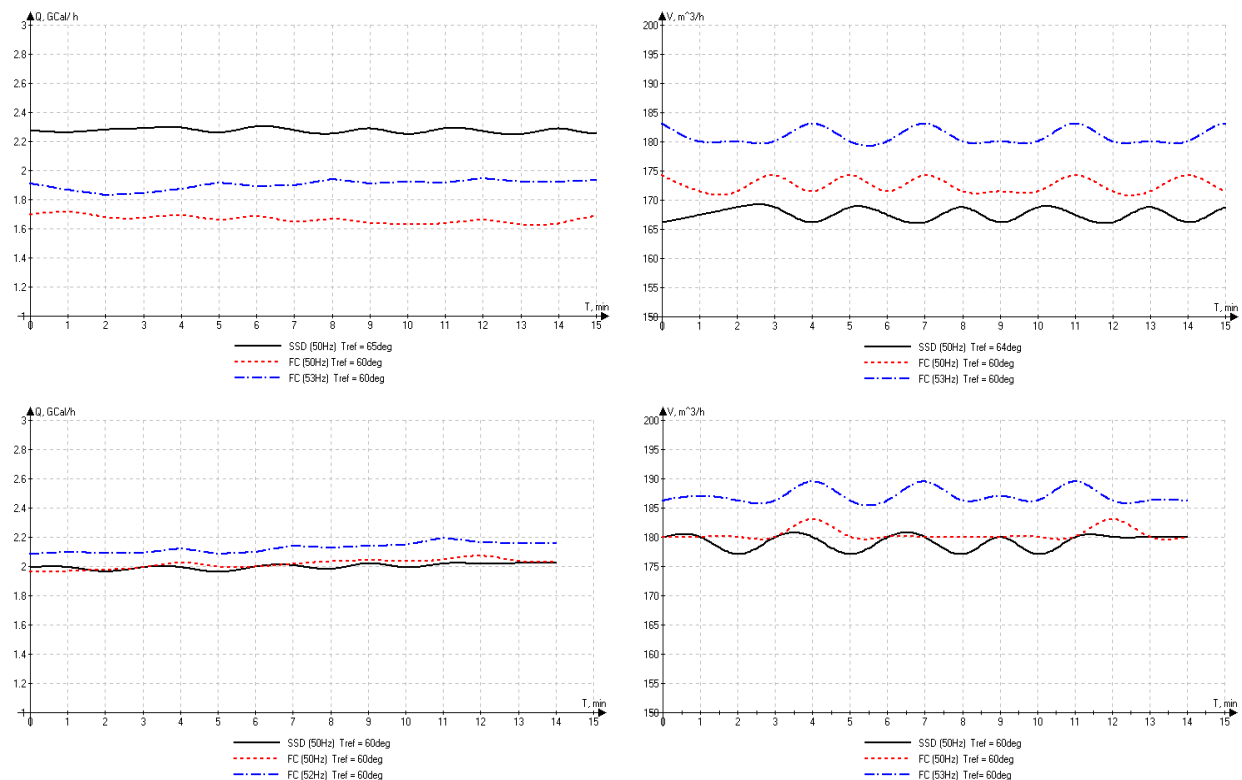 Q, GCal/ h
3
2.8
2.6
2.4
2.2
2
1.8
1.6
1.4
1.2
1
T, min
0 1 2 3 4 5 6 7 8 9 10 11 12 13 14 15
SSD (50Hz) Tref = 65deg
FC (50Hz) Tref = 60deg
FC (53Hz) Tref = 60deg
V, m^3/h
200
195
190
185
180
175
170
165
160
155
150
T, min
0 1 2 3 4 5 6 7 8 9 10 11 12 13 14 15
SSD (50Hz) Tref = 64deg
FC (50Hz) Tref = 60deg
FC (53Hz) Tref = 60deg
Q, GCal/h
3
2.8
2.6
2.4
2.2
2
1.8
1.6
1.4
1.2
1
T, min
0 1 2 3 4 5 6 7 8 9 10 11 12 13 14 15
SSD (50Hz) Tref = 60deg
FC (50Hz) Tref = 60deg
FC (52Hz) Tref = 60deg
V, m^3/h
200
195
190
185
180
175
170
165
160
155
150
T, min
0 1 2 3 4 5 6 7 8 9 10 11 12 13 14 15
SSD (50Hz) Tref = 60deg
FC (50Hz) Tref = 60deg
FC (53Hz) Tref = 60deg